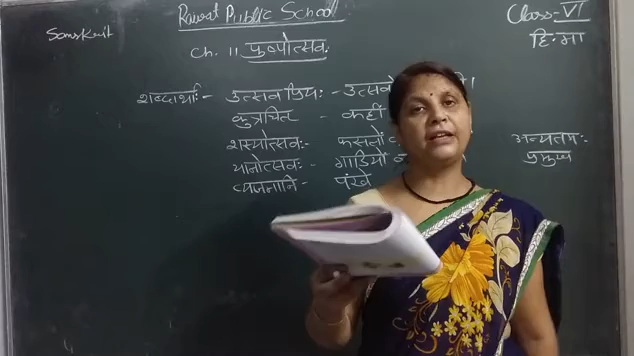 Sanskrit
Rawat Public School
Class-VI
हि.मा
Ch. 11 पुष्पोत्सवः
शब्दार्थाः- उत्सव प्रियः - उत्सवों
कुत्रचित् - कहीं
शस्योत्सवः- फसलों
यानोत्सवः- गाडियों
व्यजनानि- पंखे
अन्यतमः-
प्रमुख